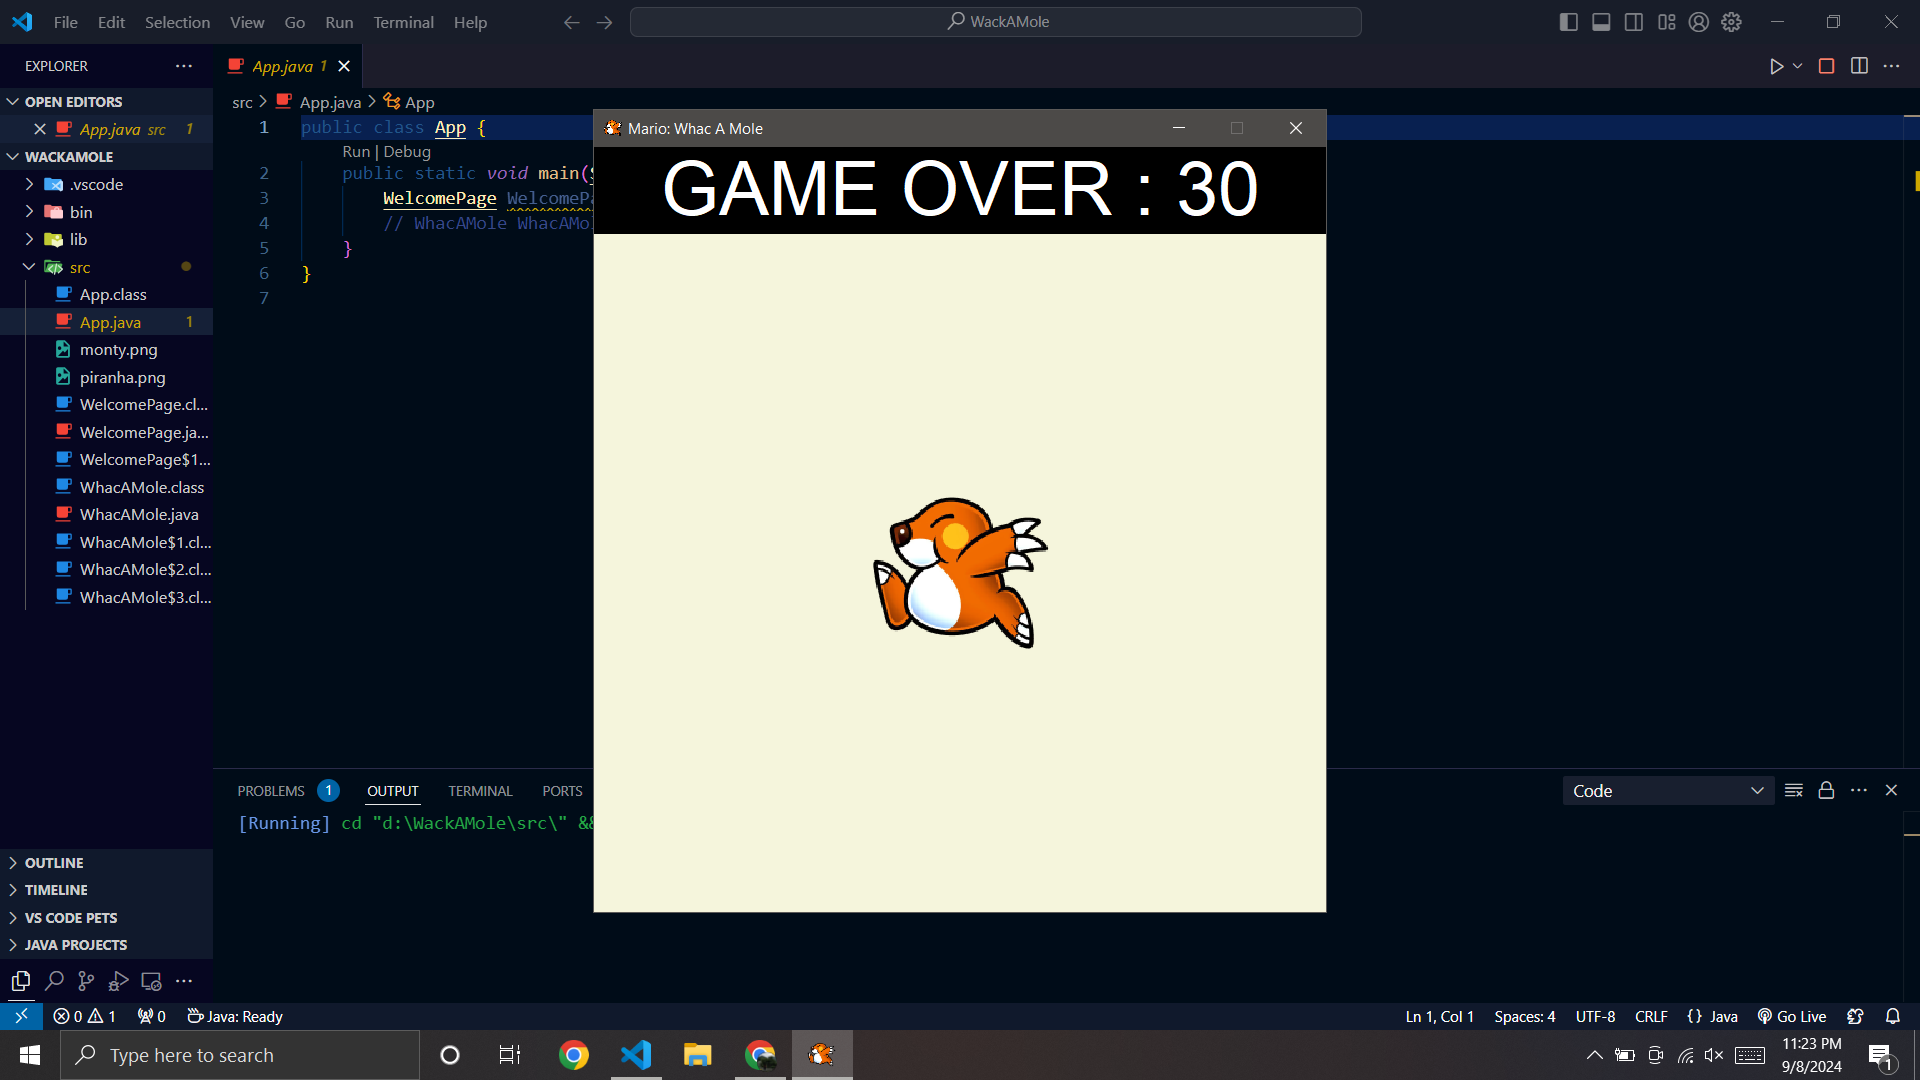 File Edit Selection View Go Run Terminal Help
WackAMole
EXPLORER
App.java 1
OPEN EDITORS
App.java src 1
WACKAMOLE
.vscode
bin
lib
src
App.class
App.java 1
monty.png
piranha.png
WelcomePage.cl...
WelcomePage.ja...
WelcomePage$1...
WhacAMole.class
WhacAMole.java
WhacAMole$1.cl...
WhacAMole$2.cl...
WhacAMole$3.cl...
OUTLINE
TIMELINE
VS CODE PETS
JAVA PROJECTS
src > App.java > App
1 public class App {
Run | Debug
2 public static void main(
3 WelcomePage WelcomePa
4 // WhacAMole WhacAMol
5 }
6 }
7
Mario: Whac A Mole
GAME OVER : 30
PROBLEMS 1 OUTPUT TERMINAL PORTS
Code
[Running] cd "d:\WackAMole\src\" &&
0 1 0 Java: Ready
Ln 1, Col 1 Spaces: 4 UTF-8 CRLF {} Java Go Live
Type here to search
11:23 PM
9/8/2024
1